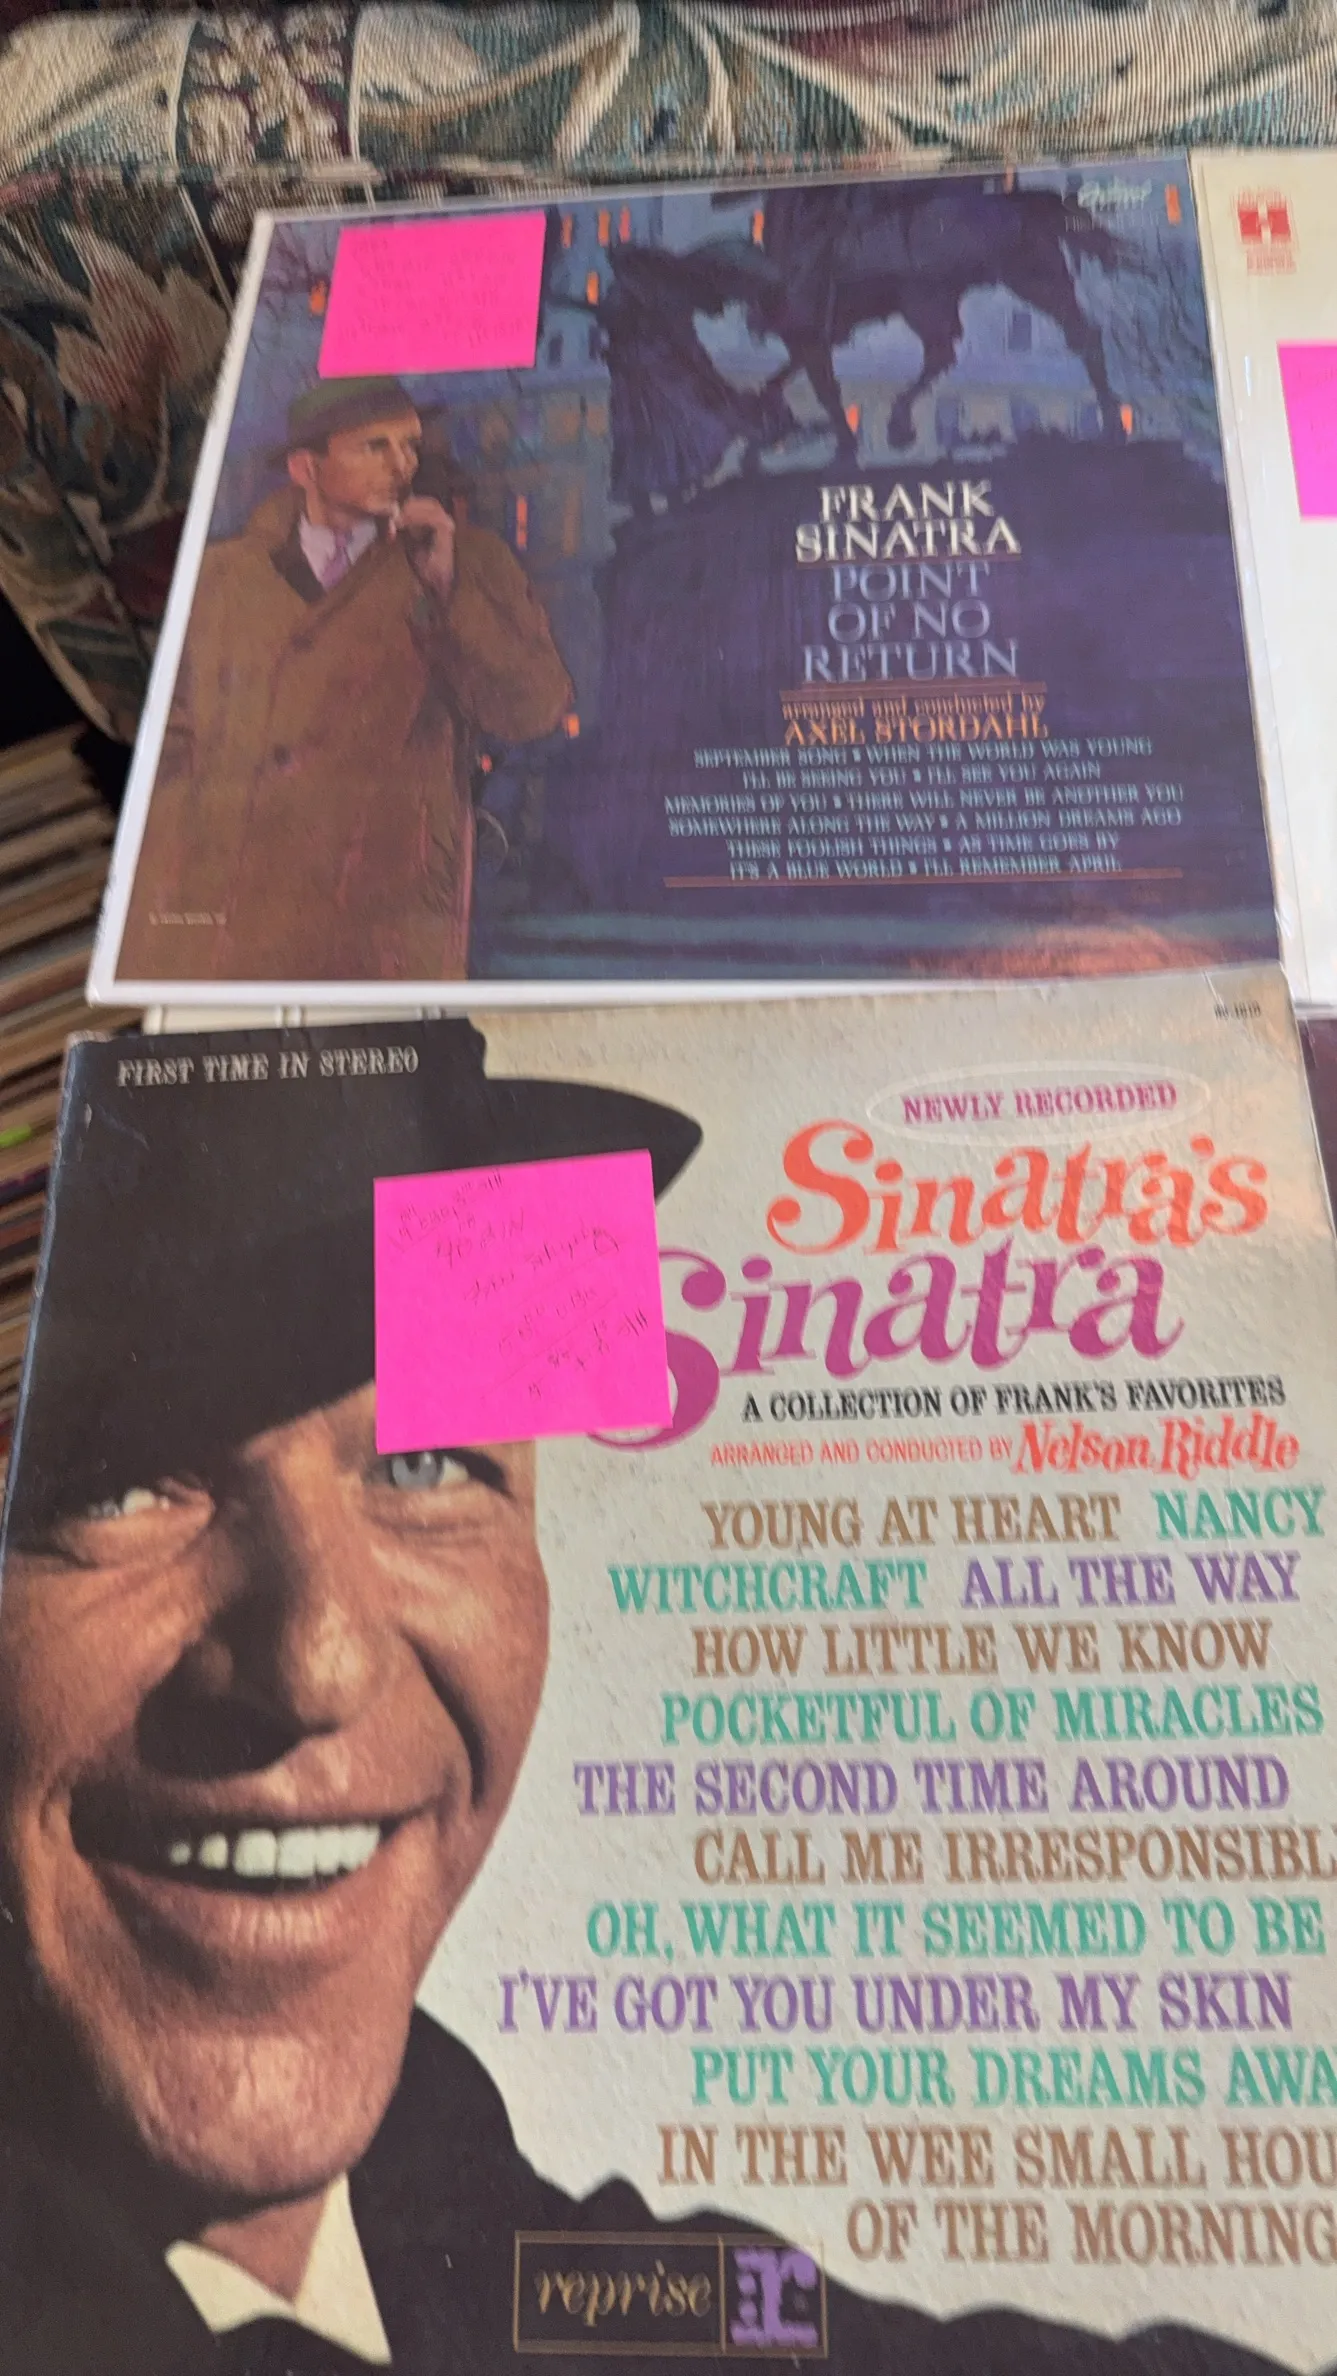 FRANK
SINATRA
POINT
OF NO
RETURN
arranged and conducted by
AXEL STORDAHL
SEPTEMBER SONG • WHEN THE WORLD WAS YOUNG
I'LL BE SEEING YOU • I'LL SEE YOU AGAIN
MEMORIES OF YOU • THERE WILL NEVER BE ANOTHER YOU
SOMEWHERE ALONG THE WAY • A MILLION DREAMS AGO
THESE FOOLISH THINGS • AS TIME GOES BY
IT'S A BLUE WORLD • I'LL REMEMBER APRIL
FIRST TIME IN STEREO
NEWLY RECORDED
Sinatra's
Sinatra
A COLLECTION OF FRANK'S FAVORITES
ARRANGED AND CONDUCTED BY Nelson Riddle
YOUNG AT HEART NANCY
WITCHCRAFT ALL THE WAY
HOW LITTLE WE KNOW
POCKETFUL OF MIRACLES
THE SECOND TIME AROUND
CALL ME IRRESPONSIBL
OH, WHAT IT SEEMED TO BE
I'VE GOT YOU UNDER MY SKIN
PUT YOUR DREAMS AWA
IN THE WEE SMALL HOU
OF THE MORNING
reprise r